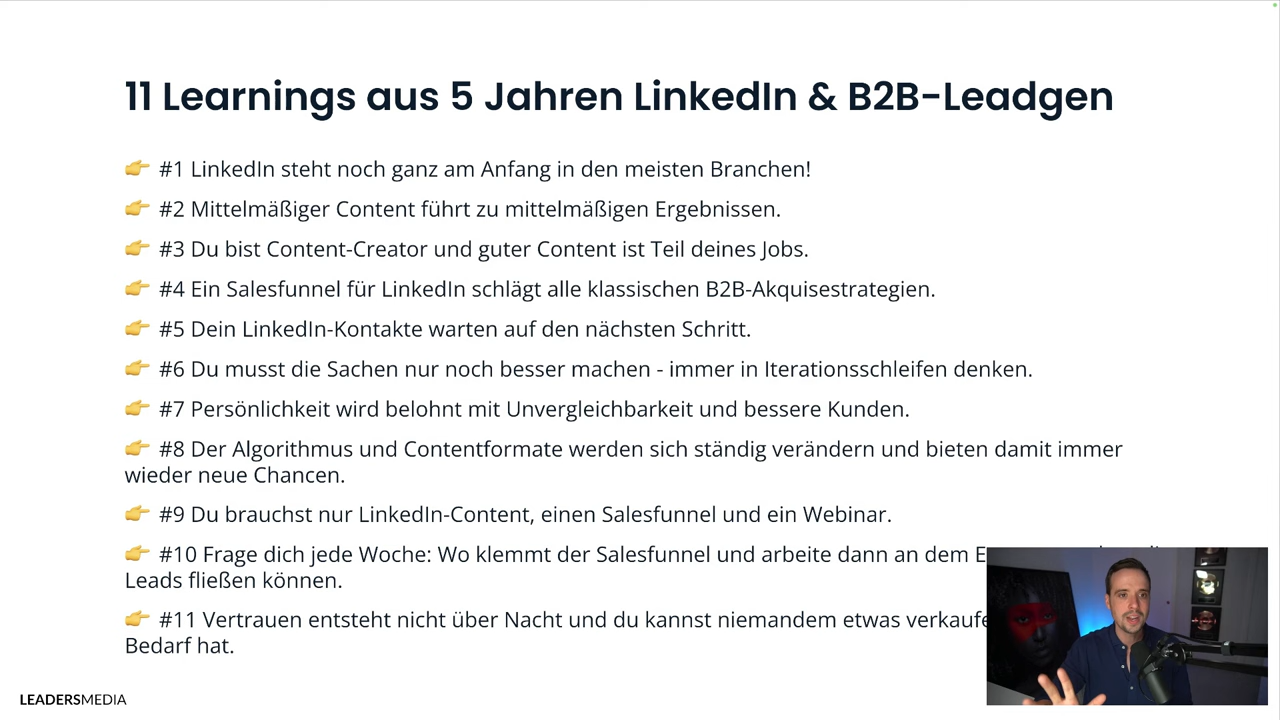 11 Learnings aus 5 Jahren LinkedIn & B2B-Leadgen
👉 #1 LinkedIn steht noch ganz am Anfang in den meisten Branchen!
👉 #2 Mittelmäßiger Content führt zu mittelmäßigen Ergebnissen.
👉 #3 Du bist Content-Creator und guter Content ist Teil deines Jobs.
👉 #4 Ein Salesfunnel für LinkedIn schlägt alle klassischen B2B-Akquisestrategien.
👉 #5 Dein LinkedIn-Kontakte warten auf den nächsten Schritt.
👉 #6 Du musst die Sachen nur noch besser machen - immer in Iterationsschleifen denken.
👉 #7 Persönlichkeit wird belohnt mit Unvergleichbarkeit und bessere Kunden.
👉 #8 Der Algorithmus und Contentformate werden sich ständig verändern und bieten damit immer
wieder neue Chancen.
👉 #9 Du brauchst nur LinkedIn-Content, einen Salesfunnel und ein Webinar.
👉 #10 Frage dich jede Woche: Wo klemmt der Salesfunnel und arbeite dann an dem
Leads fließen können.
👉 #11 Vertrauen entsteht nicht über Nacht und du kannst niemandem etwas
Bedarf hat.
LEADERSMEDIA